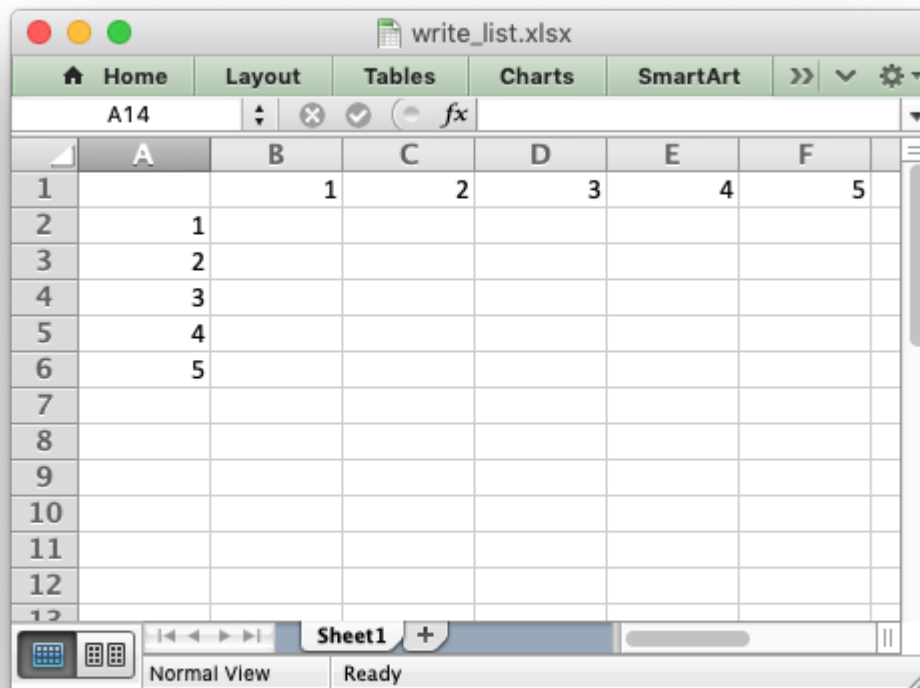 write_list.xlsx
Home Layout Tables Charts SmartArt
A14 fx
A B C D E F
1 1 2 3 4 5
2 1
3 2
4 3
5 4
6 5
7
8
9
10
11
12
13
Sheet1 +
Normal View Ready